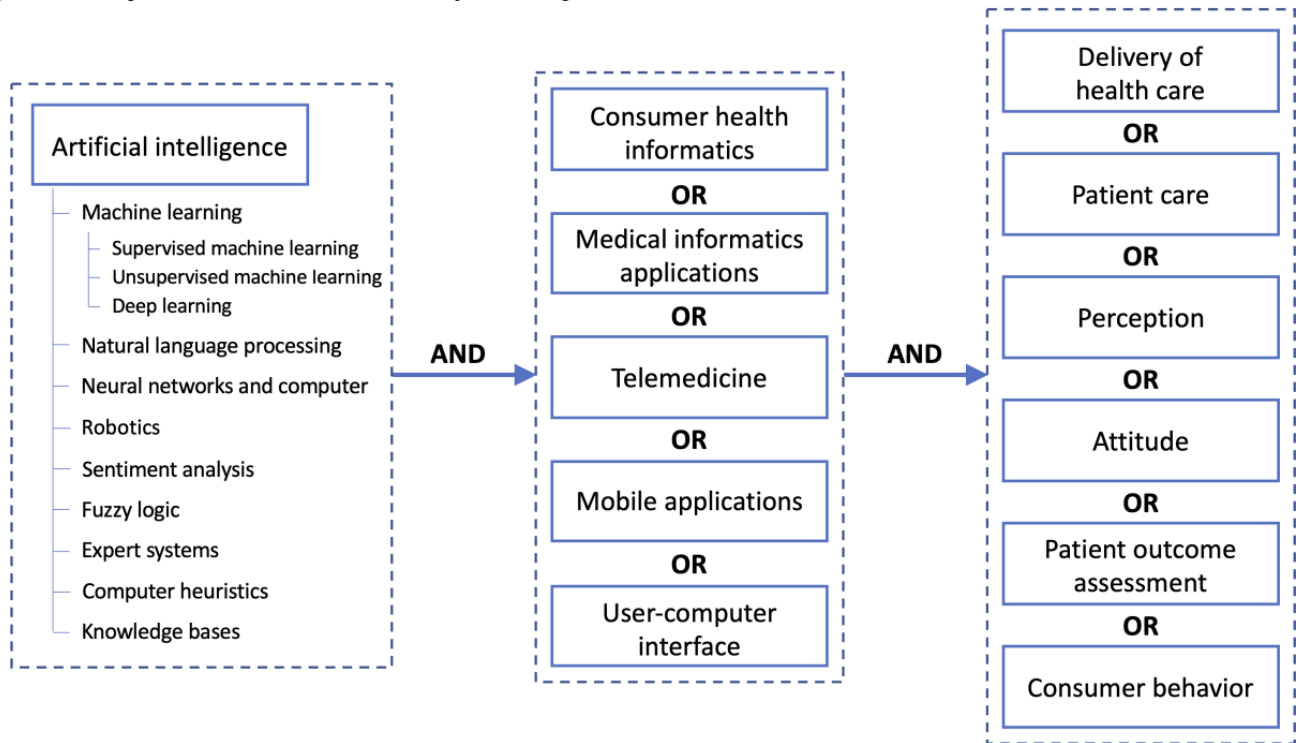 Artificial intelligence
Machine learning
Supervised machine learning
Unsupervised machine learning
Deep learning
Natural language processing
Neural networks and computer
Robotics
Sentiment analysis
Fuzzy logic
Expert systems
Computer heuristics
Knowledge bases
AND
Consumer health
informatics
OR
Medical informatics
applications
OR
Telemedicine
OR
Mobile applications
OR
User-computer
interface
AND
Delivery of
health care
OR
Patient care
OR
Perception
OR
Attitude
OR
Patient outcome
assessment
OR
Consumer behavior